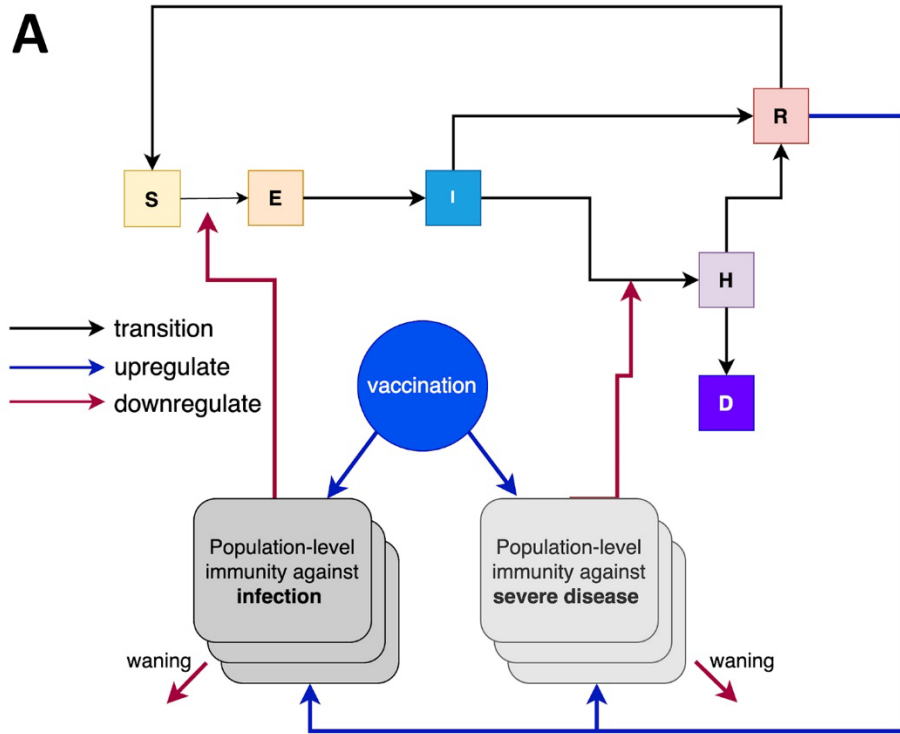 A
R
S
E
I
H
transition
upregulate
downregulate
vaccination
D
Population-level
immunity against
infection
Population-level
immunity against
severe disease
waning
waning